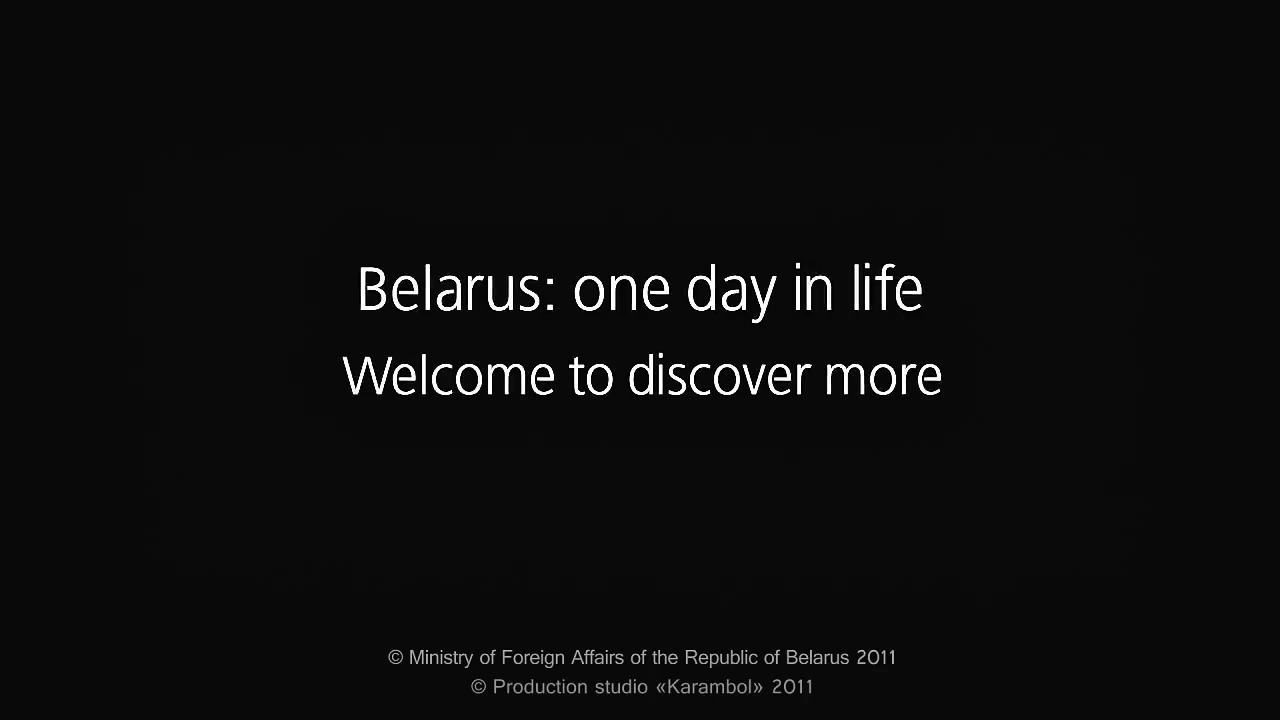 Belarus: one day in life
Welcome to discover more
© Ministry of Foreign Affairs of the Republic of Belarus 2011
© Production studio «Karambol» 2011